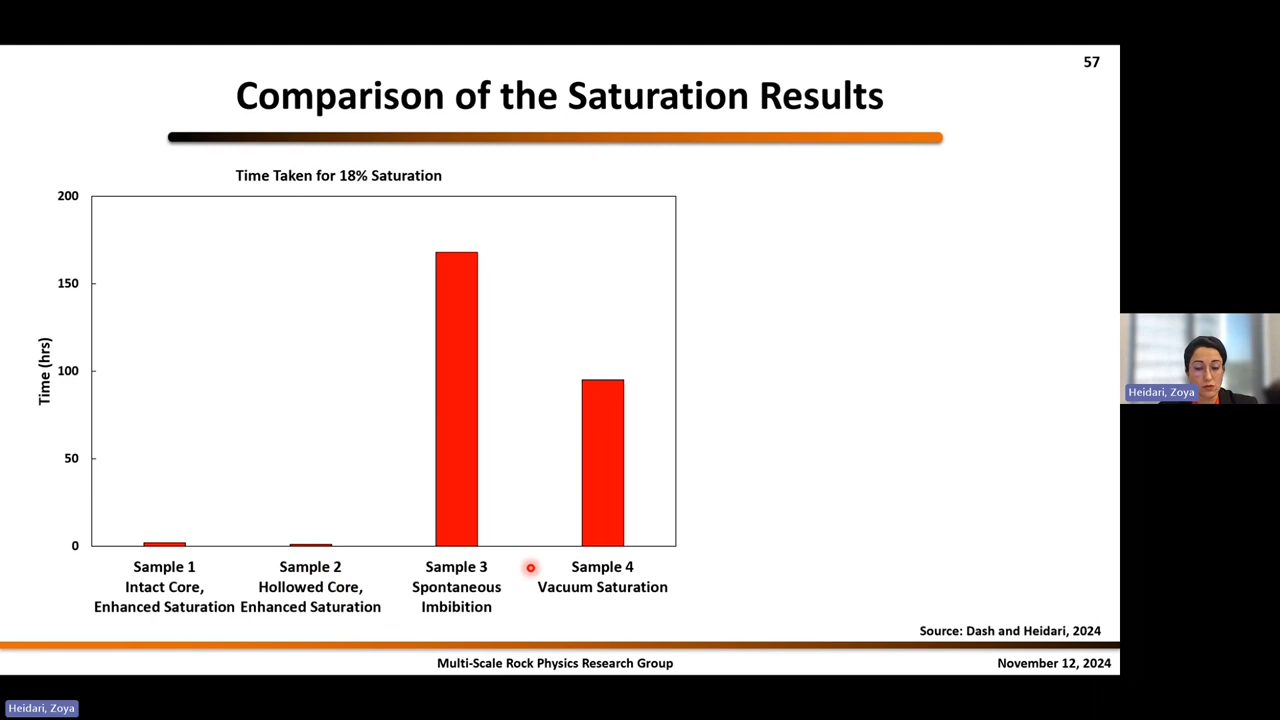 57
Comparison of the Saturation Results
Time Taken for 18% Saturation
200
150
100
50
0
Time (hrs)
Sample 1
Intact Core,
Enhanced Saturation
Sample 2
Hollowed Core,
Enhanced Saturation
Sample 3
Spontaneous
Imbibition
Sample 4
Vacuum Saturation
Source: Dash and Heidari, 2024
Multi-Scale Rock Physics Research Group
November 12, 2024
Heidari, Zoya
Heidari, Zoya